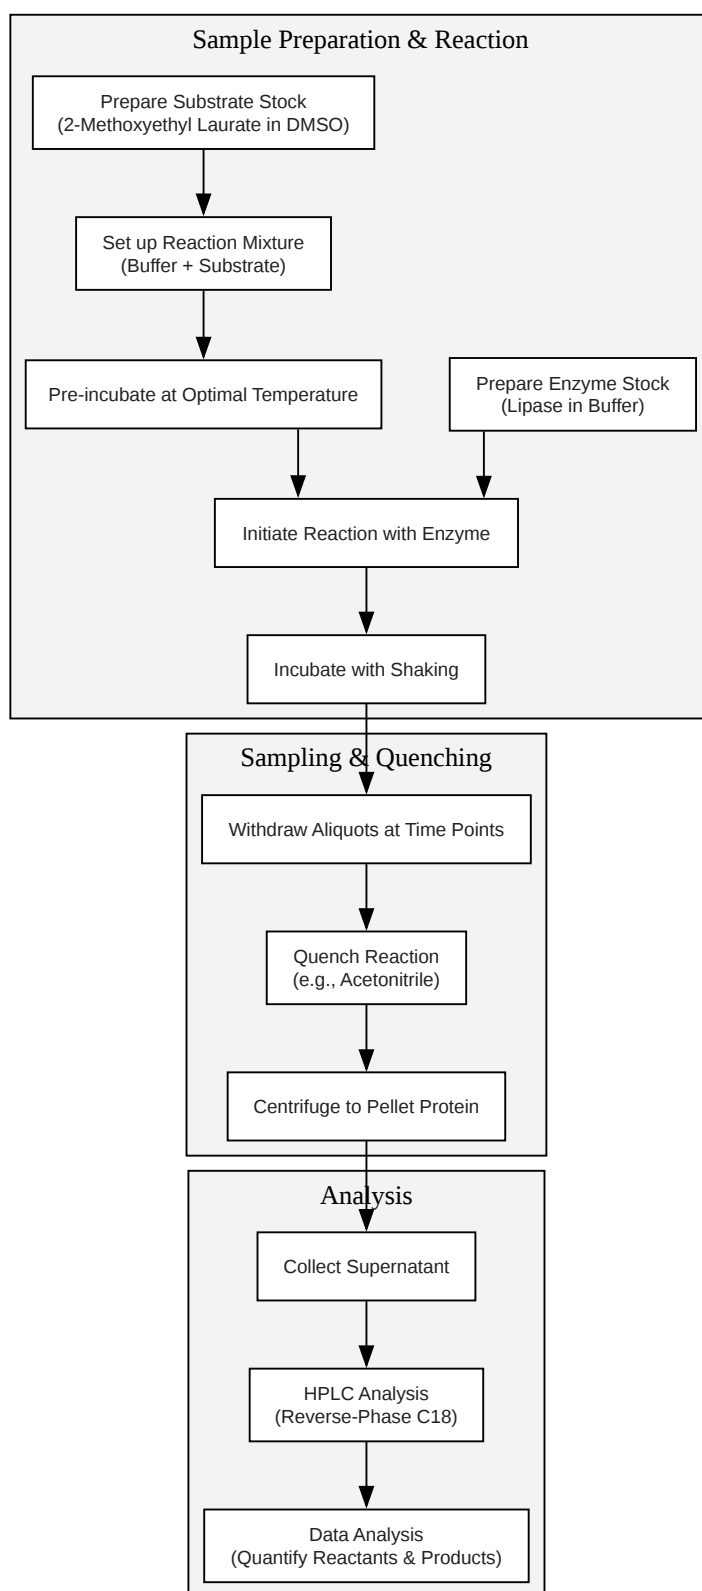 Sample Preparation & Reaction
Prepare Substrate Stock
(2-Methoxyethyl Laurate in DMSO)
Set up Reaction Mixture
(Buffer + Substrate)
Pre-incubate at Optimal Temperature
Prepare Enzyme Stock
(Lipase in Buffer)
Initiate Reaction with Enzyme
Incubate with Shaking
Sampling & Quenching
Withdraw Aliquots at Time Points
Quench Reaction
(e.g., Acetonitrile)
Centrifuge to Pellet Protein
Analysis
Collect Supernatant
HPLC Analysis
(Reverse-Phase C18)
Data Analysis
(Quantify Reactants & Products)